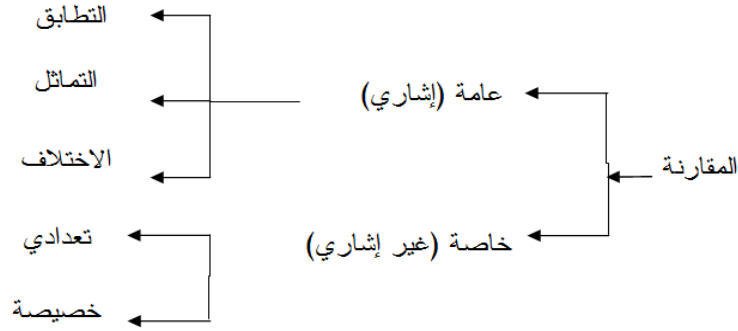 المقارنة
عامة (إشاري)
التطابق
التماثل
الاختلاف
خاصة (غير إشاري)
تعدادي
خصيصة